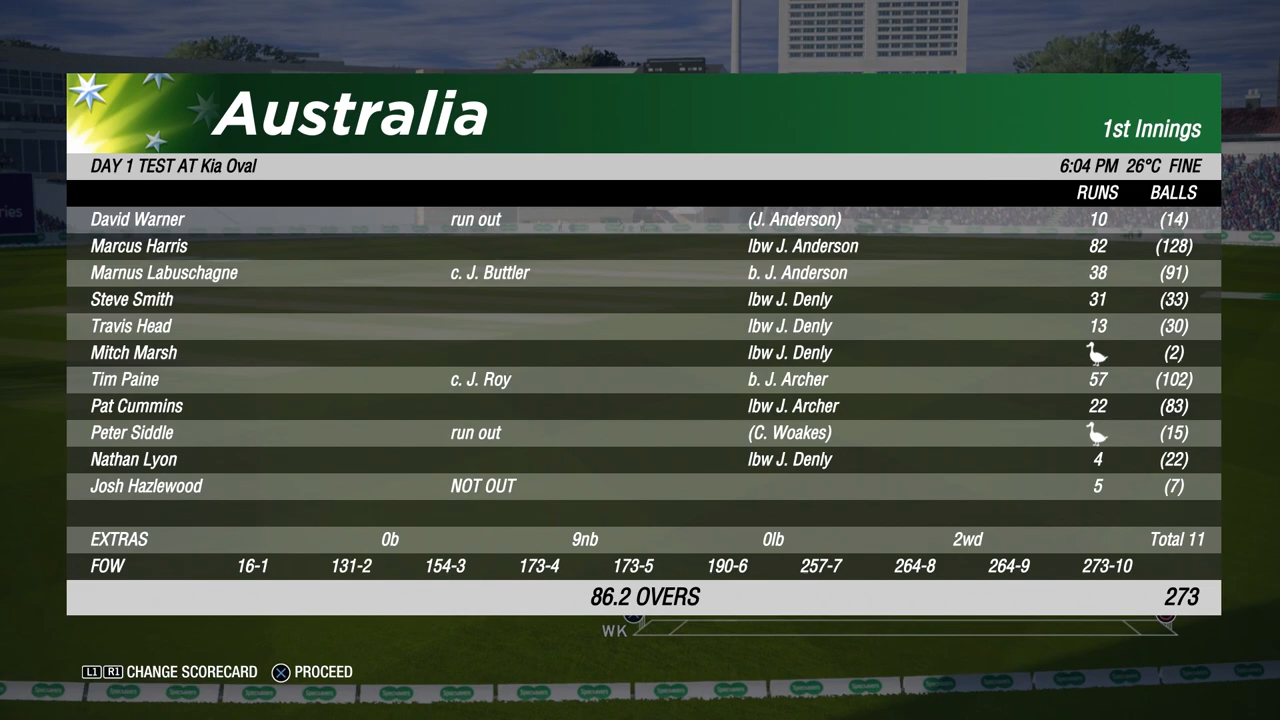 Australia
1st Innings
DAY 1 TEST AT Kia Oval 6:04 PM 26°C FINE
RUNS BALLS
David Warner run out (J. Anderson) 10 (14)
Marcus Harris lbw J. Anderson 82 (128)
Marnus Labuschagne c. J. Buttler b. J. Anderson 38 (91)
Steve Smith lbw J. Denly 31 (33)
Travis Head lbw J. Denly 13 (30)
Mitch Marsh lbw J. Denly (2)
Tim Paine c. J. Roy b. J. Archer 57 (102)
Pat Cummins lbw J. Archer 22 (83)
Peter Siddle run out (C. Woakes) (15)
Nathan Lyon lbw J. Denly 4 (22)
Josh Hazlewood NOT OUT 5 (7)
EXTRAS 0b 9nb 0lb 2wd Total 11
FOW 16-1 131-2 154-3 173-4 173-5 190-6 257-7 264-8 264-9 273-10
86.2 OVERS 273
WK
L1 R1 CHANGE SCORECARD PROCEED